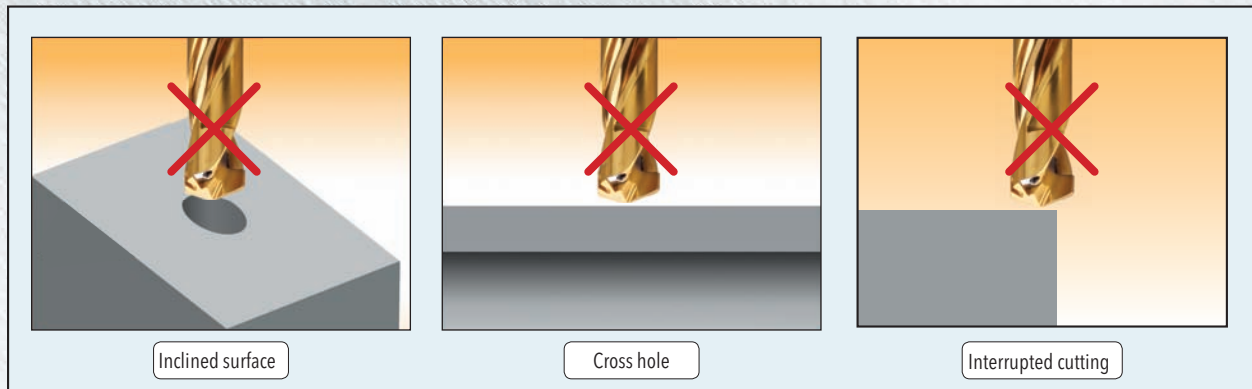 Inclined surface
Cross hole
Interrupted cutting